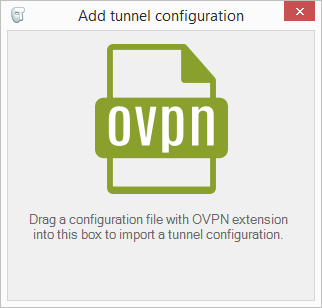 Add tunnel configuration
ovpn
Drag a configuration file with OVPN extension
into this box to import a tunnel configuration.